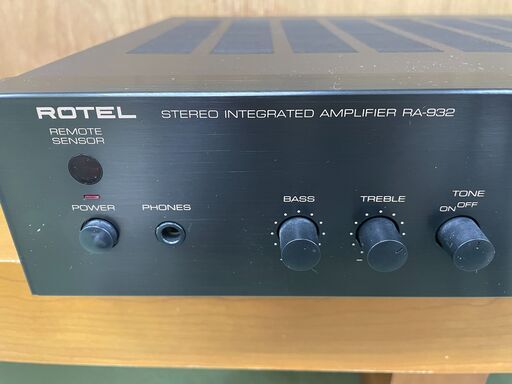 ROTEL STEREO INTEGRATED AMPLIFIER RA-932
REMOTE
SENSOR
POWER PHONES BASS TREBLE TONE
ON OFF